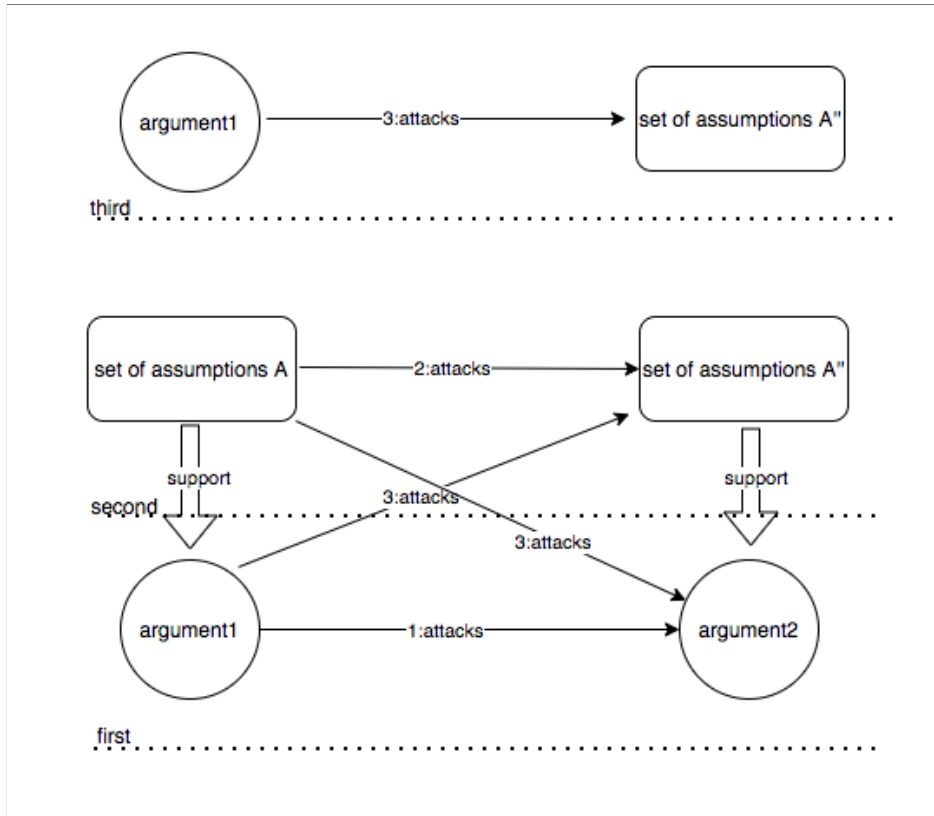 argument1
3:attacks
set of assumptions A"
third
set of assumptions A
2:attacks
set of assumptions A"
support
support
second
3:attacks
3:attacks
argument1
1:attacks
argument2
first